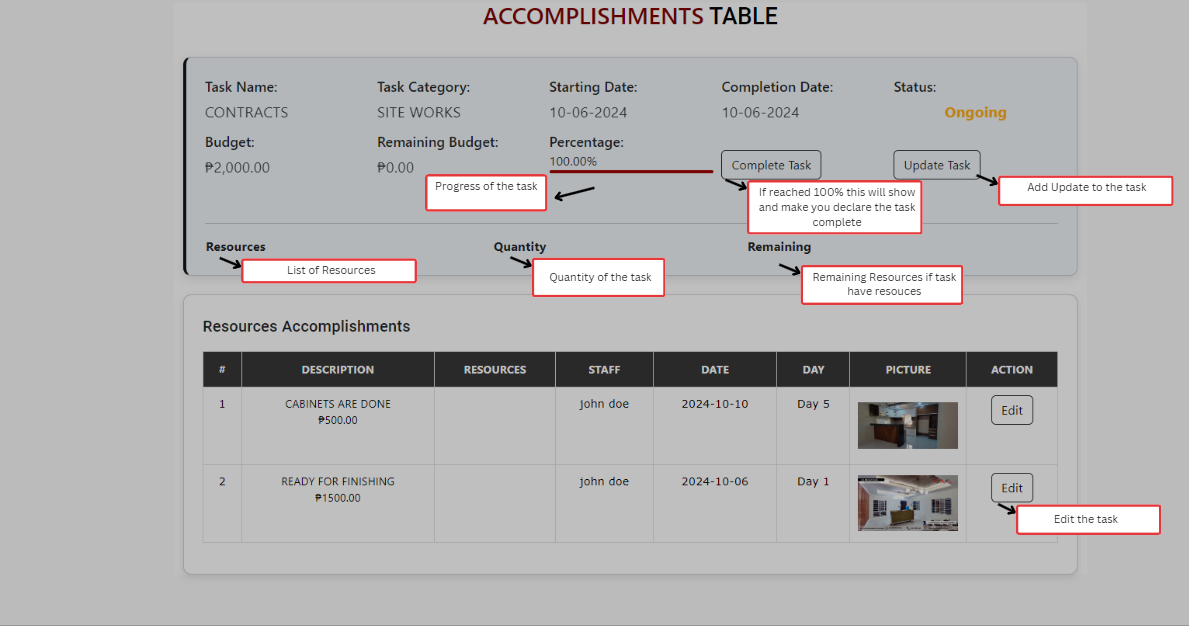 ACCOMPLISHMENTS TABLE
Task Name:
CONTRACTS
Task Category:
SITE WORKS
Starting Date:
10-06-2024
Completion Date:
10-06-2024
Status:
Ongoing
Budget:
₱2,000.00
Remaining Budget:
₱0.00
Percentage:
100.00%
Complete Task
Update Task
Progress of the task
If reached 100% this will show
and make you declare the task
complete
Add Update to the task
Resources
Quantity
Remaining
List of Resources
Quantity of the task
Remaining Resources if task
have resouces
Resources Accomplishments
# DESCRIPTION RESOURCES STAFF DATE DAY PICTURE ACTION
1 CABINETS ARE DONE john doe 2024-10-10 Day 5 Edit
₱500.00
2 READY FOR FINISHING john doe 2024-10-06 Day 1 Edit
₱1500.00
Edit the task